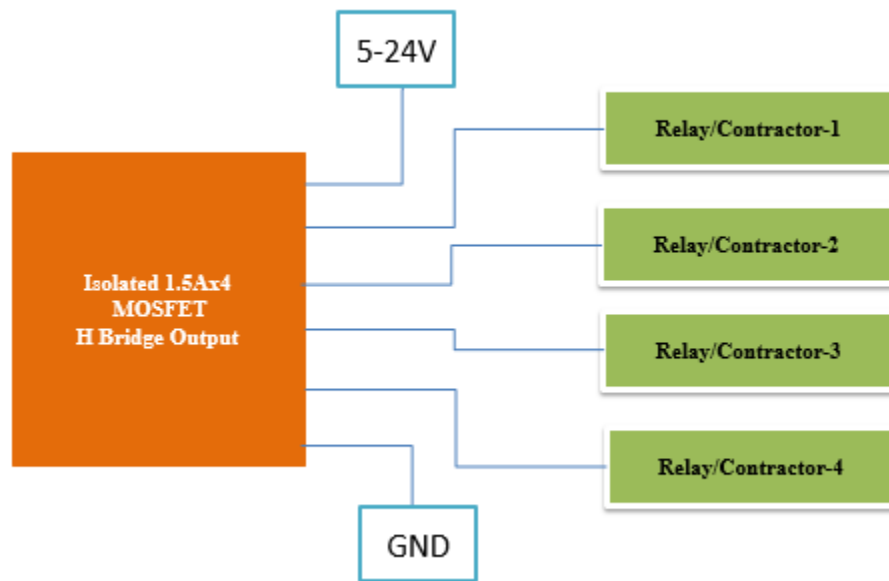 5-24V
Relay/Contractor-1
Relay/Contractor-2
Isolated 1.5Ax4
MOSFET
H Bridge Output
Relay/Contractor-3
Relay/Contractor-4
GND